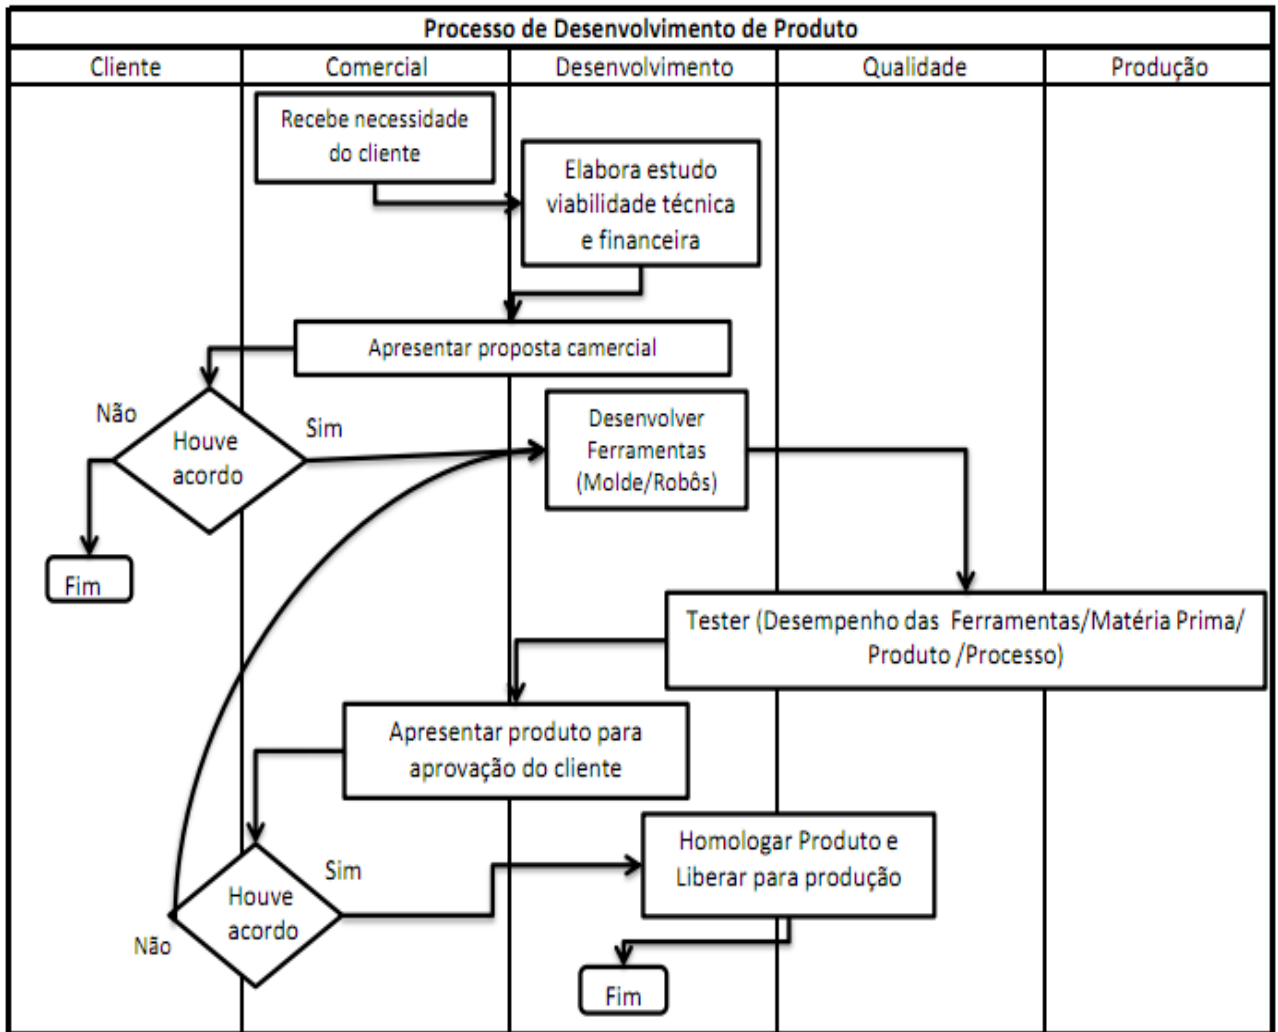 Processo de Desenvolvimento de Produto
Cliente
Comercial
Desenvolvimento
Qualidade
Produção
Recebe necessidade
do cliente
Elabora estudo
viabilidade técnica
e financeira
Apresentar proposta camercial
Não
Houve
acordo
Sim
Desenvolver
Ferramentas
(Molde/Robôs)
Fim
Tester (Desempenho das Ferramentas/Matéria Prima/
Produto /Processo)
Apresentar produto para
aprovação do cliente
Homologar Produto e
Liberar para produção
Sim
Houve
acordo
Não
Fim